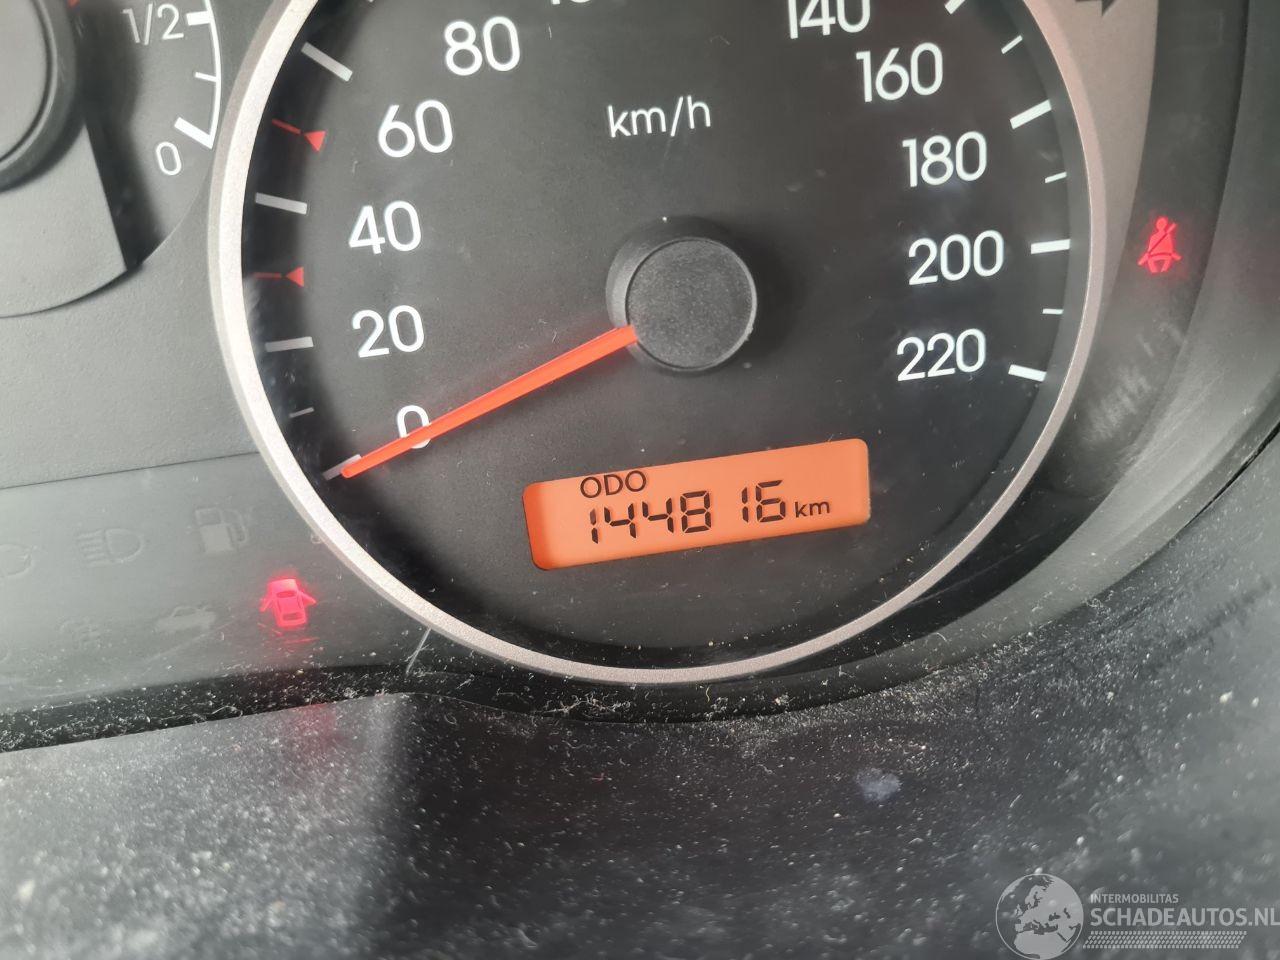 1/2
0
80
140
60
km/h
160
40
180
20
200
220
0
ODO
144816 km
INTERMOBILITAS
SCHADEAUTOS.NL